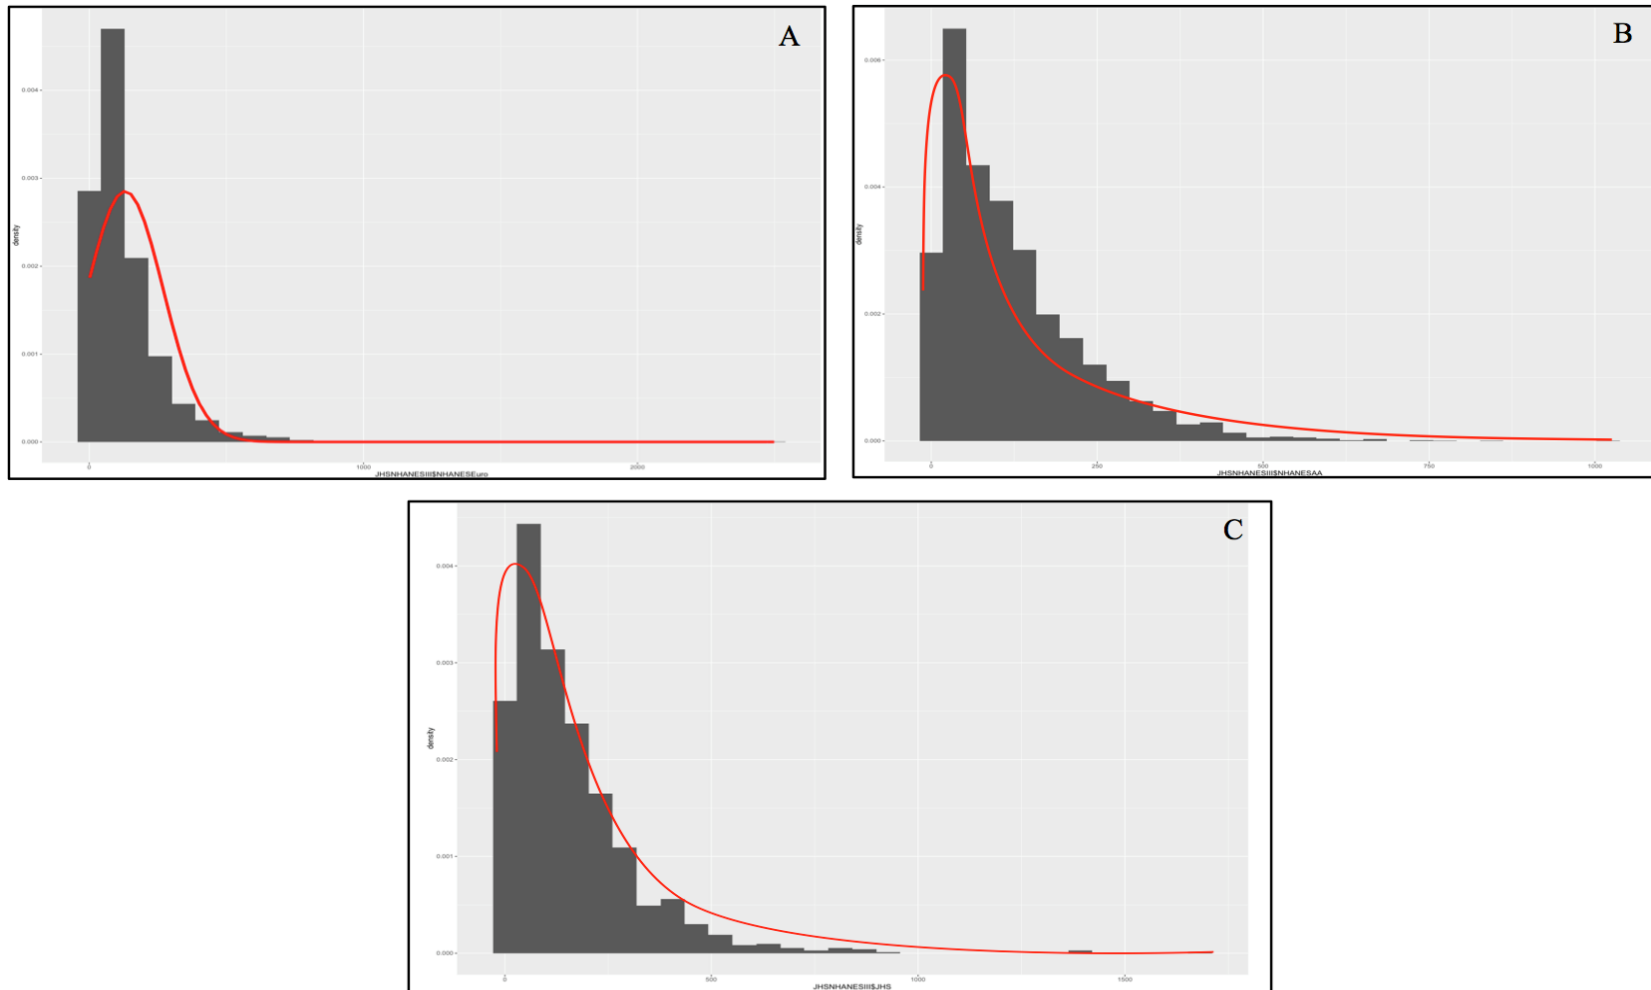 A
0.004
0.003
0.002
0.001
0.000
density
0
1000
2000
JHSNHANESIII$NHANESEuro
B
0.006
0.004
0.002
0.000
density
0
250
500
750
1000
JHSNHANESIII$NHANESAA
C
0.004
0.003
0.002
0.001
0.000
density
0
500
1000
1500
JHSNHANESIII$JHS